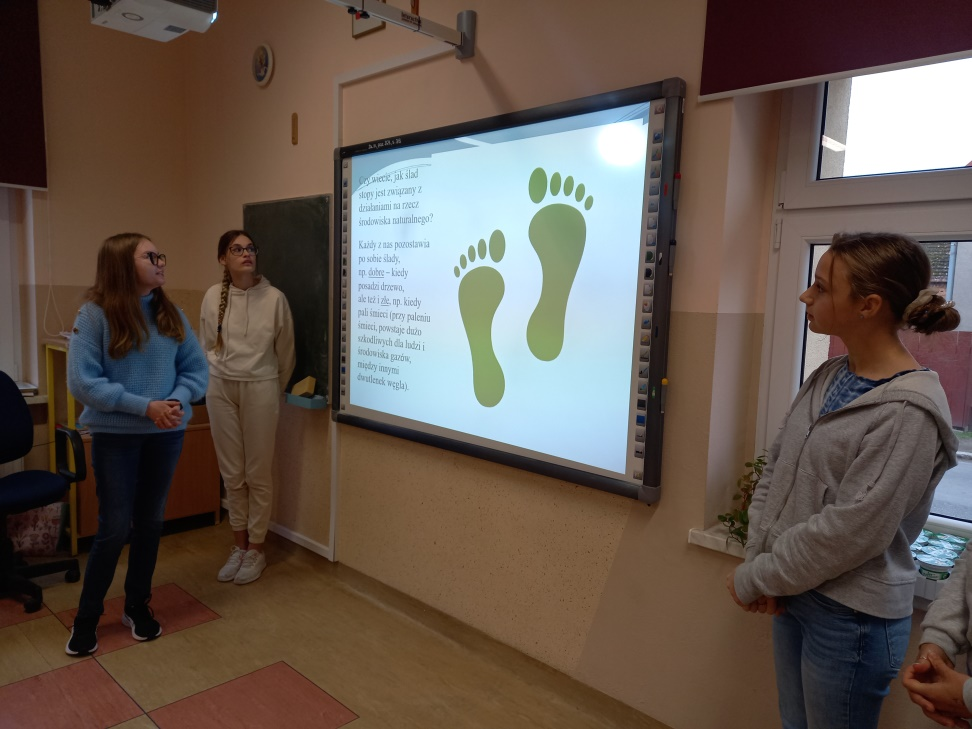 Czy wiecie, jak ślad
stopy jest związany z
działaniami na rzecz
środowiska naturalnego?
Każdy z nas pozostawia
po sobie ślady,
np. dobre – kiedy
posadzi drzewo,
ale też i złe, np. kiedy
pali śmieci (przy paleniu
śmieci, powstaje dużo
szkodliwych dla ludzi i
środowiska gazów,
między innymi
dwutlenek węgla).